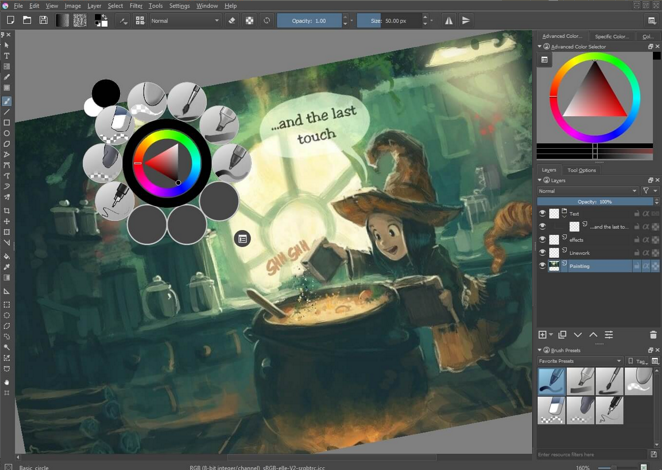 File Edit View Image Layer Select Filter Tools Settings Window Help
Normal
Opacity: 1.00
Size: 50.00 px
Advanced Color... Specific Color... Col...
Advanced Color Selector
...and the last
touch
SHH SHH
Layers Tool Options
Layers
Normal
Opacity: 100%
Text
...and the last to...
effects
Linework
Painting
Brush Presets
Favorite Presets
Tag
Enter resource filters here
Basic_circle
RGB (8-bit integer/channel) sRGB-elle-V2-srgbtrc.icc
160%